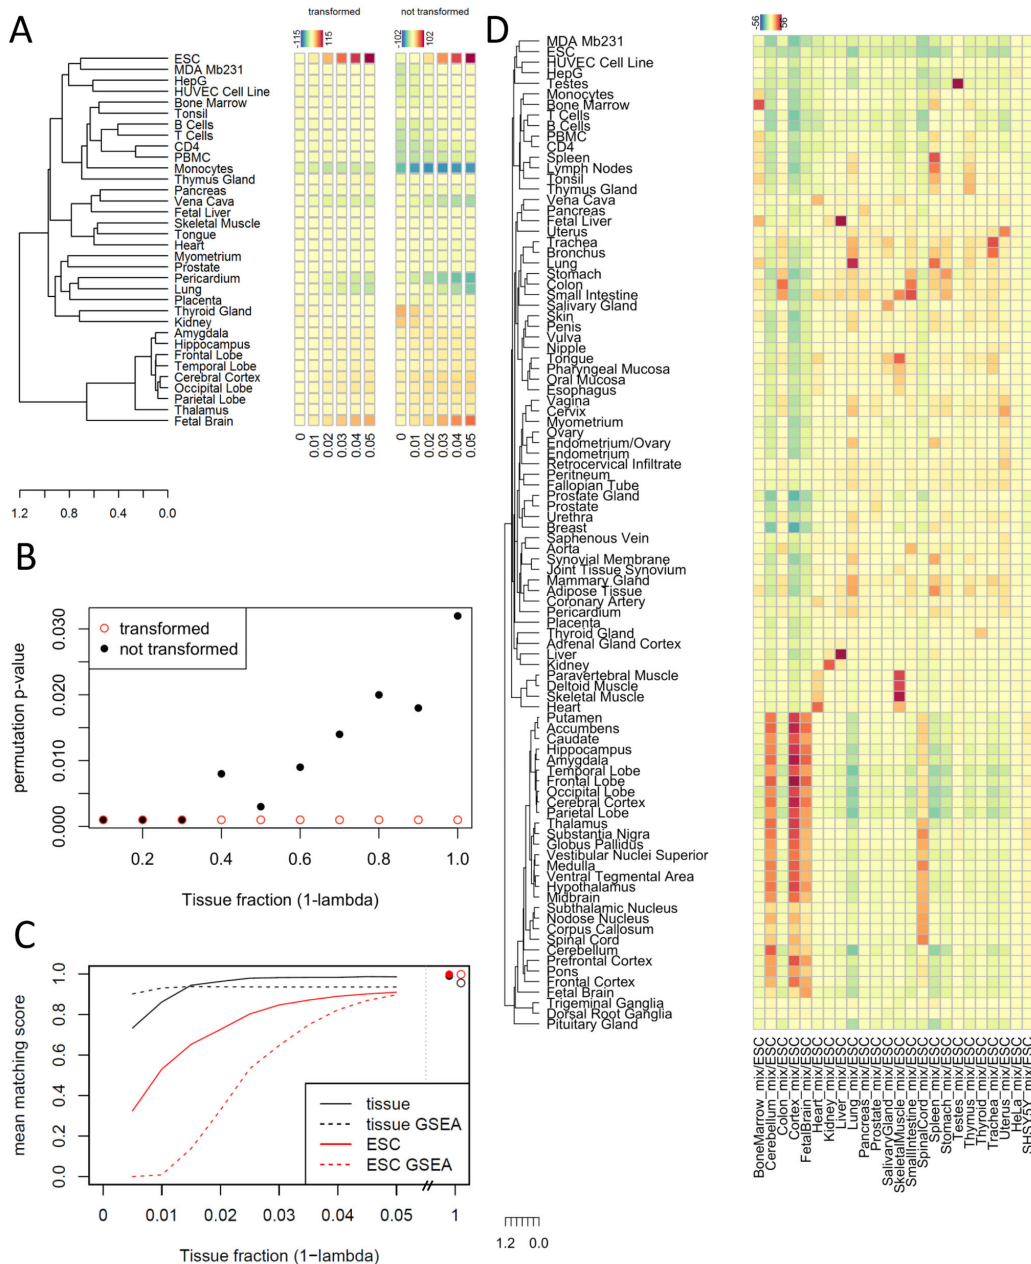 A
transformed
not transformed
-115
115
-102
102
ESC
MDA Mb231
HepG
HUVEC Cell Line
Bone Marrow
Tonsil
B Cells
T Cells
CD4
PBMC
Monocytes
Thymus Gland
Pancreas
Vena Cava
Fetal Liver
Skeletal Muscle
Tongue
Heart
Myometrium
Prostate
Pericardium
Lung
Placenta
Thyroid Gland
Kidney
Amygdala
Hippocampus
Frontal Lobe
Temporal Lobe
Cerebral Cortex
Occipital Lobe
Parietal Lobe
Thalamus
Fetal Brain
0
0.01
0.02
0.03
0.04
0.05
0
0.01
0.02
0.03
0.04
0.05
1.2 0.8 0.4 0.0
B
transformed
not transformed
permutation p-value
0.030
0.020
0.010
0.000
0.2 0.4 0.6 0.8 1.0
Tissue fraction (1-lambda)
C
mean matching score
1.0
0.8
0.6
0.4
0.2
0.0
tissue
tissue GSEA
ESC
ESC GSEA
0 0.01 0.02 0.03 0.04 0.05 1
Tissue fraction (1−lambda)
D
-56
56
MDA Mb231
ESC
HUVEC Cell Line
HepG
Testes
Monocytes
Bone Marrow
T Cells
B Cells
PBMC
CD4
Spleen
Lymph Nodes
Tonsil
Thymus Gland
Vena Cava
Pancreas
Fetal Liver
Uterus
Trachea
Bronchus
Lung
Stomach
Colon
Small Intestine
Salivary Gland
Skin
Penis
Vulva
Nipple
Tongue
Pharyngeal Mucosa
Oral Mucosa
Esophagus
Vagina
Cervix
Myometrium
Ovary
Endometrium/Ovary
Endometrium
Retrocervical Infiltrate
Peritneum
Fallopian Tube
Prostate Gland
Prostate
Urethra
Breast
Saphenous Vein
Aorta
Synovial Membrane
Joint Tissue Synovium
Mammary Gland
Adipose Tissue
Coronary Artery
Pericardium
Placenta
Thyroid Gland
Adrenal Gland Cortex
Liver
Kidney
Paravertebral Muscle
Deltoid Muscle
Skeletal Muscle
Heart
Putamen
Accumbens
Caudate
Hippocampus
Amygdala
Temporal Lobe
Frontal Lobe
Occipital Lobe
Cerebral Cortex
Parietal Lobe
Thalamus
Substantia Nigra
Globus Pallidus
Vestibular Nuclei Superior
Medulla
Ventral Tegmental Area
Hypothalamus
Midbrain
Subthalamic Nucleus
Nodose Nucleus
Corpus Callosum
Spinal Cord
Cerebellum
Prefrontal Cortex
Pons
Frontal Cortex
Fetal Brain
Trigeminal Ganglia
Dorsal Root Ganglia
Pituitary Gland
BoneMarrow_mix/ESC
Cerebellum_mix/ESC
Colon_mix/ESC
Cortex_mix/ESC
FetalBrain_mix/ESC
Heart_mix/ESC
Kidney_mix/ESC
Liver_mix/ESC
Lung_mix/ESC
Pancreas_mix/ESC
Prostate_mix/ESC
SalivaryGland_mix/ESC
SkeletalMuscle_mix/ESC
SmallIntestine_mix/ESC
SpinalCord_mix/ESC
Spleen_mix/ESC
Stomach_mix/ESC
Testes_mix/ESC
Thymus_mix/ESC
Thyroid_mix/ESC
Trachea_mix/ESC
Uterus_mix/ESC
HeLa_mix/ESC
SHSY5Y_mix/ESC
1.2 0.0